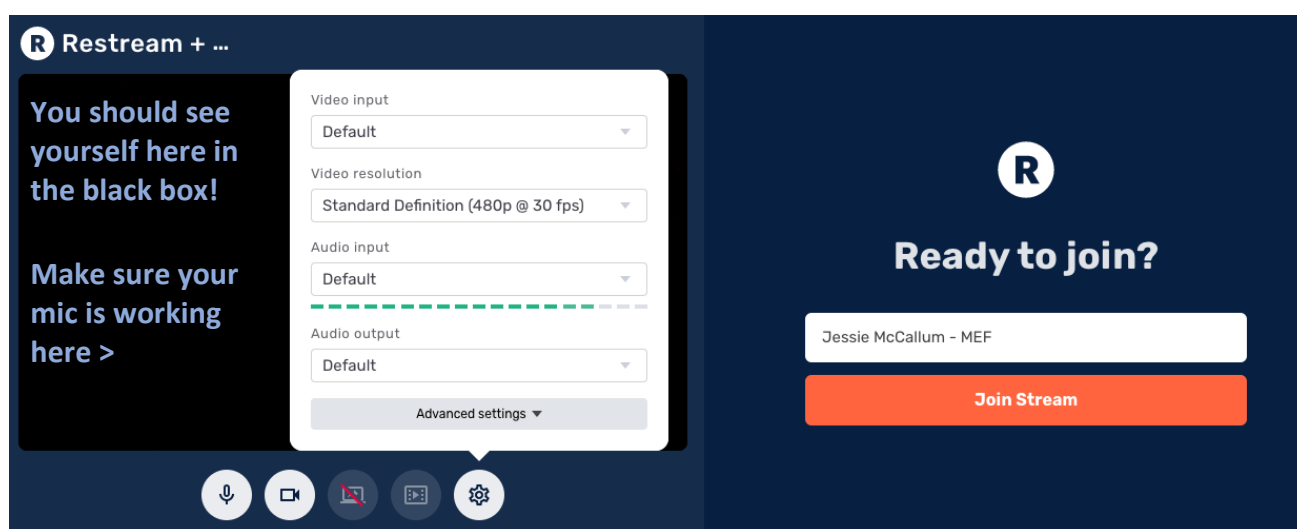 R Restream + ...
You should see
yourself here in
the black box!
Make sure your
mic is working
here >
Video input
Default
Video resolution
Standard Definition (480p @ 30 fps)
Audio input
Default
Audio output
Default
Advanced settings
R
Ready to join?
Jessie McCallum - MEF
Join Stream